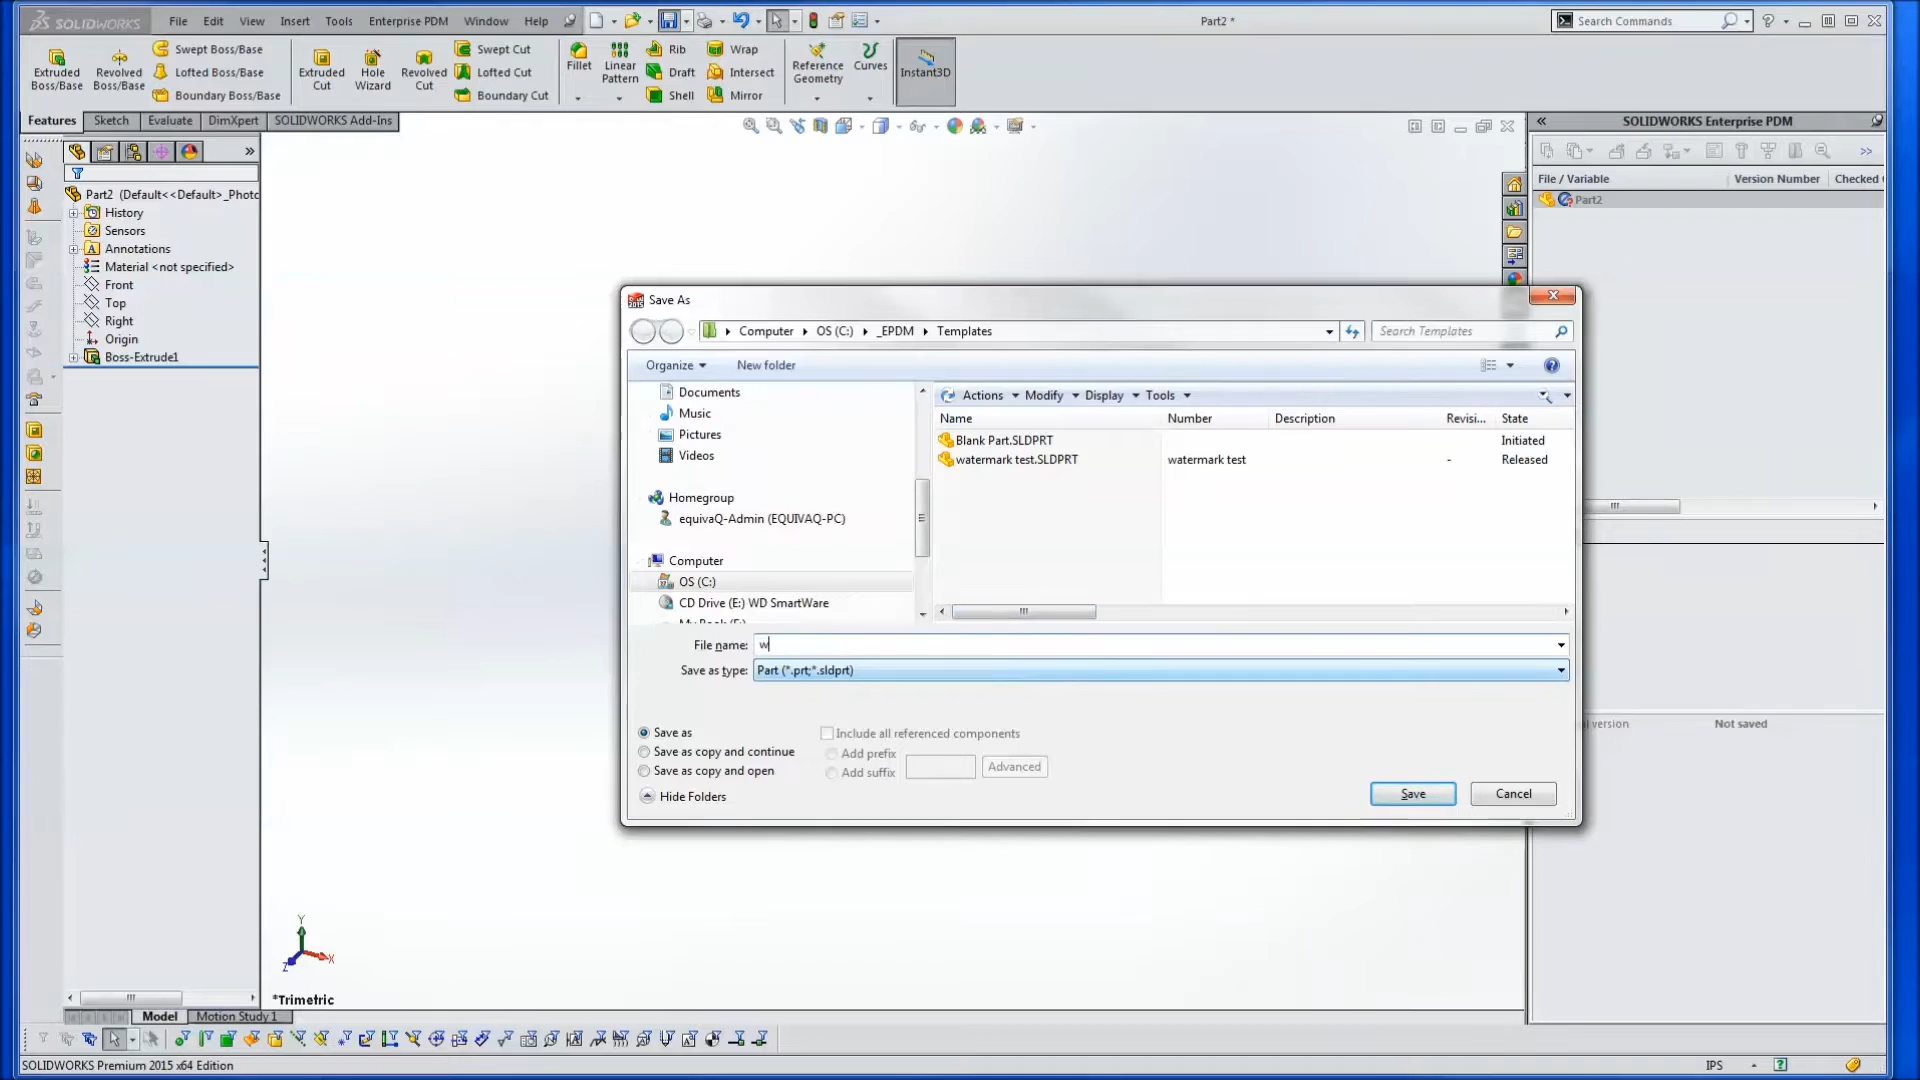 SOLIDWORKS File Edit View Insert Tools Enterprise PDM Window Help Part2 * Search Commands
Extruded Boss/Base
Revolved Boss/Base
Swept Boss/Base
Lofted Boss/Base
Boundary Boss/Base
Extruded Cut
Hole Wizard
Revolved Cut
Swept Cut
Lofted Cut
Boundary Cut
Fillet
Linear Pattern
Rib
Draft
Shell
Wrap
Intersect
Mirror
Reference Geometry
Curves
Instant3D
Features Sketch Evaluate DimXpert SOLIDWORKS Add-Ins
SOLIDWORKS Enterprise PDM
File / Variable Version Number Checked
Part2
Part2 (Default<<Default>_Photo
History
Sensors
Annotations
Material <not specified>
Front
Top
Right
Origin
Boss-Extrude1
Save As
Computer OS (C:) _EPDM Templates Search Templates
Organize New folder
Documents
Music
Pictures
Videos
Homegroup
equivaQ-Admin (EQUIVAQ-PC)
Computer
OS (C:)
CD Drive (E:) WD SmartWare
Actions Modify Display Tools
Name Number Description Revisi... State
Blank Part.SLDPRT Initiated
watermark test.SLDPRT watermark test - Released
File name: w
Save as type: Part (*.prt;*.sldprt)
Save as
Save as copy and continue
Save as copy and open
Include all referenced components
Add prefix
Add suffix
Advanced
Hide Folders
Save Cancel
version Not saved
Y
X
Z
*Trimetric
Model Motion Study 1
SOLIDWORKS Premium 2015 x64 Edition IPS